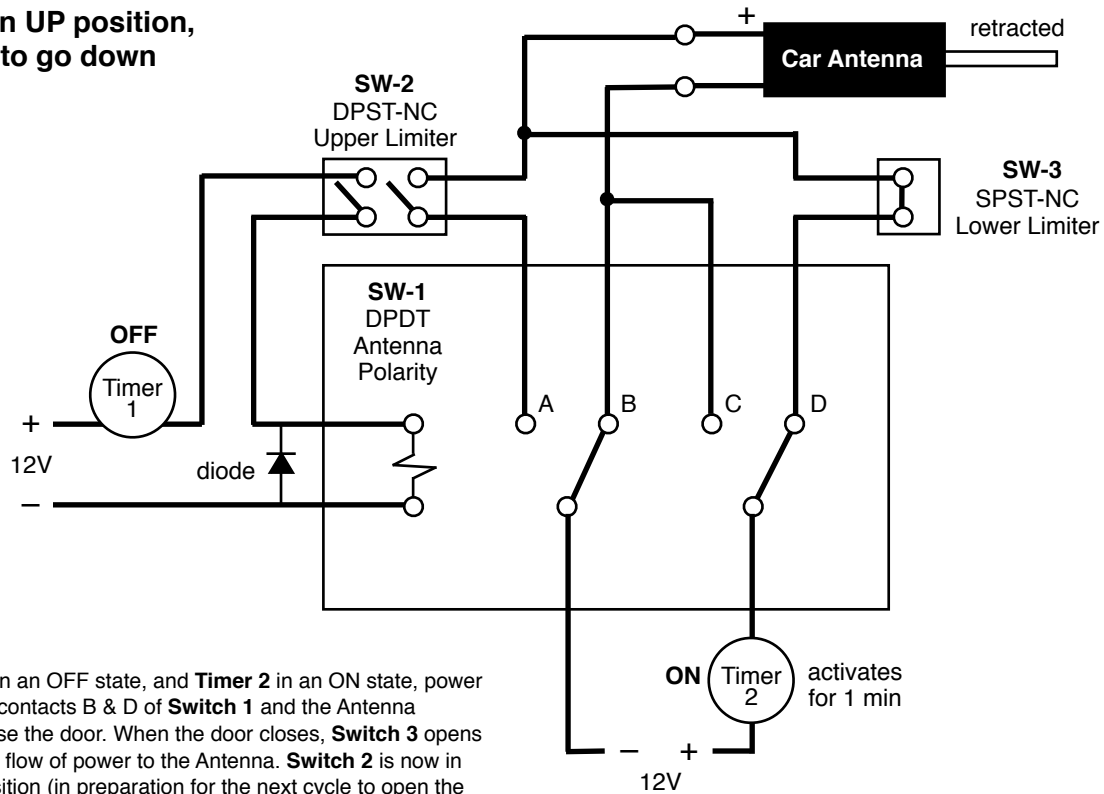 n UP position,
to go down
SW-2
DPST-NC
Upper Limiter
+
Car Antenna
retracted
SW-3
SPST-NC
Lower Limiter
SW-1
DPDT
Antenna
Polarity
OFF
Timer
1
+
12V
–
diode
A
B
C
D
ON
Timer
2
activates
for 1 min
– +
12V
n an OFF state, and Timer 2 in an ON state, power
contacts B & D of Switch 1 and the Antenna
se the door. When the door closes, Switch 3 opens
flow of power to the Antenna. Switch 2 is now in
sition (in preparation for the next cycle to open the